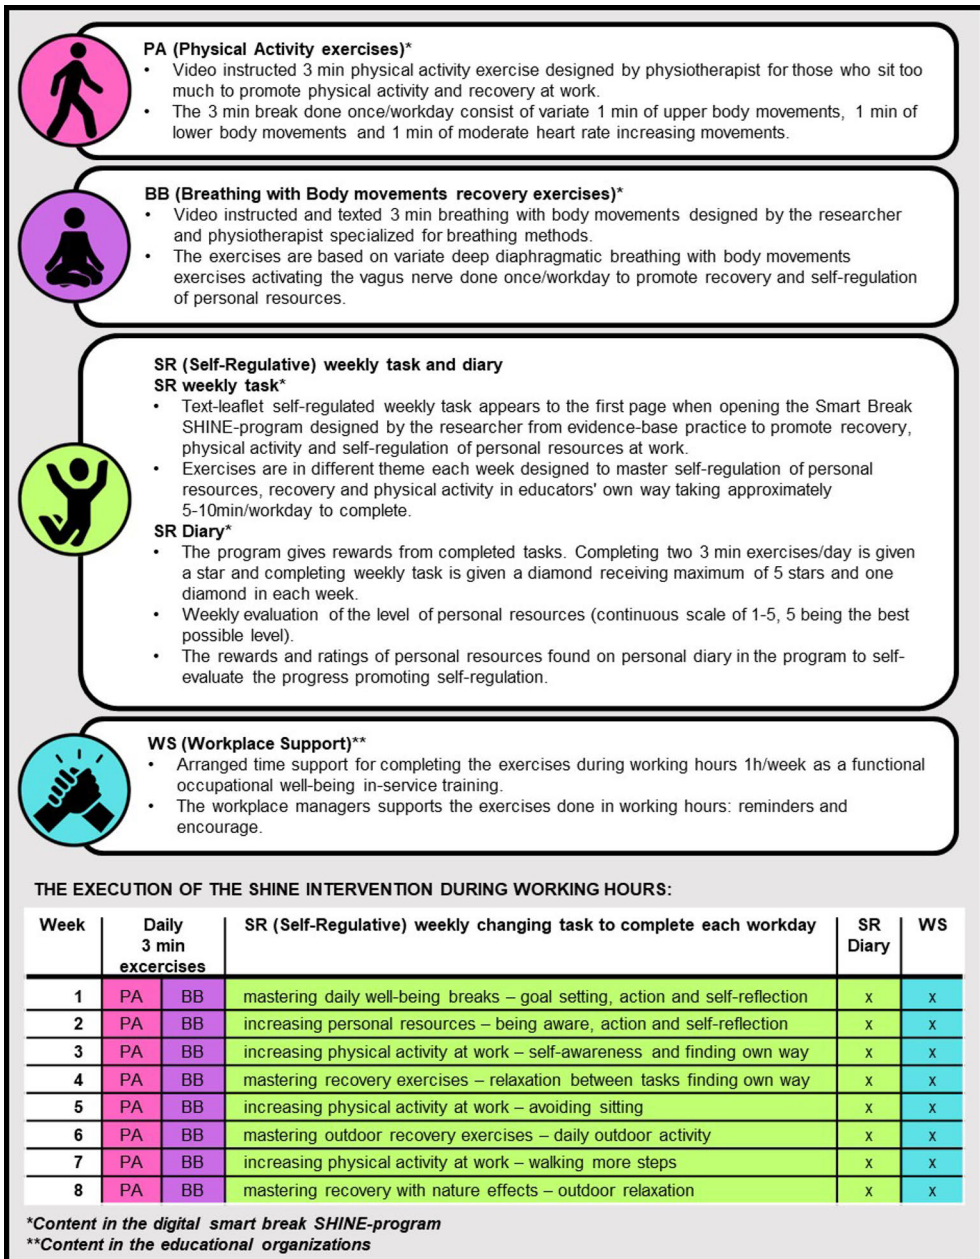 PA (Physical Activity exercises)*
• Video instructed 3 min physical activity exercise designed by physiotherapist for those who sit too
much to promote physical activity and recovery at work.
• The 3 min break done once/workday consist of variate 1 min of upper body movements, 1 min of
lower body movements and 1 min of moderate heart rate increasing movements.
BB (Breathing with Body movements recovery exercises)*
• Video instructed and texted 3 min breathing with body movements designed by the researcher
and physiotherapist specialized for breathing methods.
• The exercises are based on variate deep diaphragmatic breathing with body movements
exercises activating the vagus nerve done once/workday to promote recovery and self-regulation
of personal resources.
SR (Self-Regulative) weekly task and diary
SR weekly task*
• Text-leaflet self-regulated weekly task appears to the first page when opening the Smart Break
SHINE-program designed by the researcher from evidence-base practice to promote recovery,
physical activity and self-regulation of personal resources at work.
• Exercises are in different theme each week designed to master self-regulation of personal
resources, recovery and physical activity in educators' own way taking approximately
5-10min/workday to complete.
SR Diary*
• The program gives rewards from completed tasks. Completing two 3 min exercises/day is given
a star and completing weekly task is given a diamond receiving maximum of 5 stars and one
diamond in each week.
• Weekly evaluation of the level of personal resources (continuous scale of 1-5, 5 being the best
possible level).
• The rewards and ratings of personal resources found on personal diary in the program to self-
evaluate the progress promoting self-regulation.
WS (Workplace Support)**
• Arranged time support for completing the exercises during working hours 1h/week as a functional
occupational well-being in-service training.
• The workplace managers supports the exercises done in working hours: reminders and
encourage.
THE EXECUTION OF THE SHINE INTERVENTION DURING WORKING HOURS:
Week Daily SR (Self-Regulative) weekly changing task to complete each workday SR WS
3 min Diary
excercises
1 PA BB mastering daily well-being breaks – goal setting, action and self-reflection x x
2 PA BB increasing personal resources – being aware, action and self-reflection x x
3 PA BB increasing physical activity at work – self-awareness and finding own way x x
4 PA BB mastering recovery exercises – relaxation between tasks finding own way x x
5 PA BB increasing physical activity at work – avoiding sitting x x
6 PA BB mastering outdoor recovery exercises – daily outdoor activity x x
7 PA BB increasing physical activity at work – walking more steps x x
8 PA BB mastering recovery with nature effects – outdoor relaxation x x
*Content in the digital smart break SHINE-program
**Content in the educational organizations